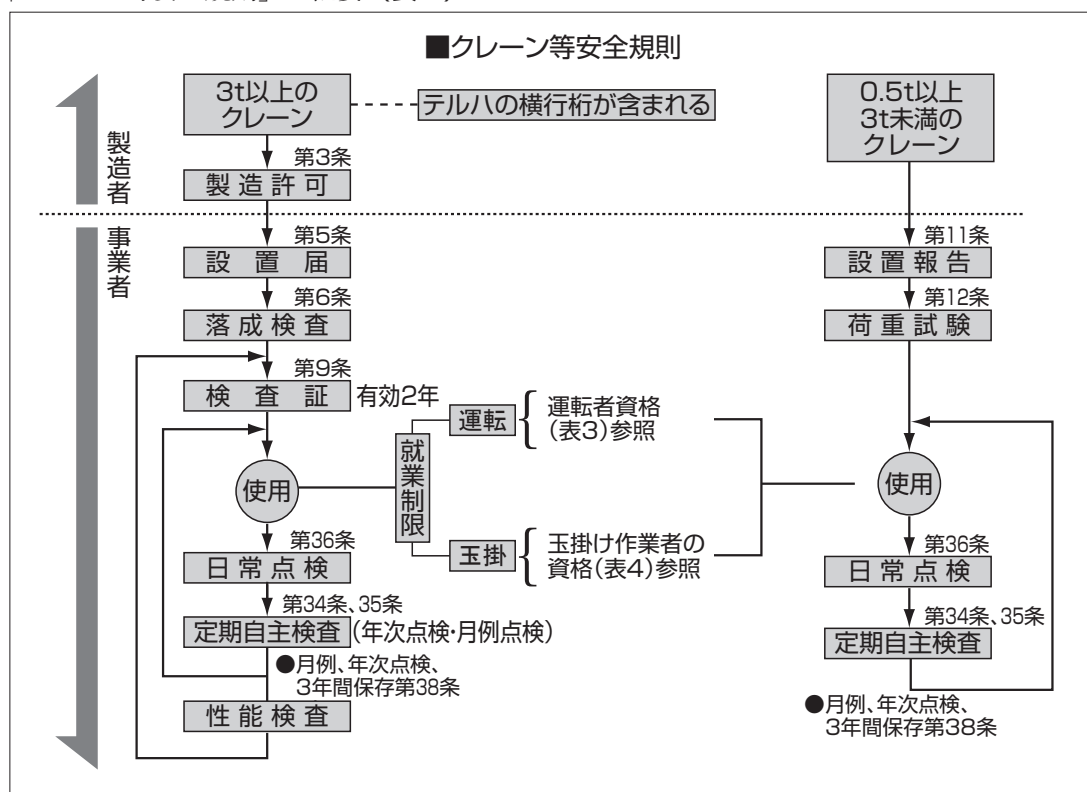 ■クレーン等安全規則
製造者
3t以上の
クレーン
テルハの横行桁が含まれる
第3条
製造許可
0.5t以上
3t未満の
クレーン
事業者
第5条
設置届
第6条
落成検査
第9条
検査証
有効2年
使用
第36条
日常点検
第34条、35条
定期自主検査
(年次点検・月例点検)
●月例、年次点検、
3年間保存第38条
性能検査
就業制限
運転
運転者資格
(表3)参照
玉掛
玉掛け作業者の
資格(表4)参照
第11条
設置報告
第12条
荷重試験
使用
第36条
日常点検
第34条、35条
定期自主検査
●月例、年次点検、
3年間保存第38条